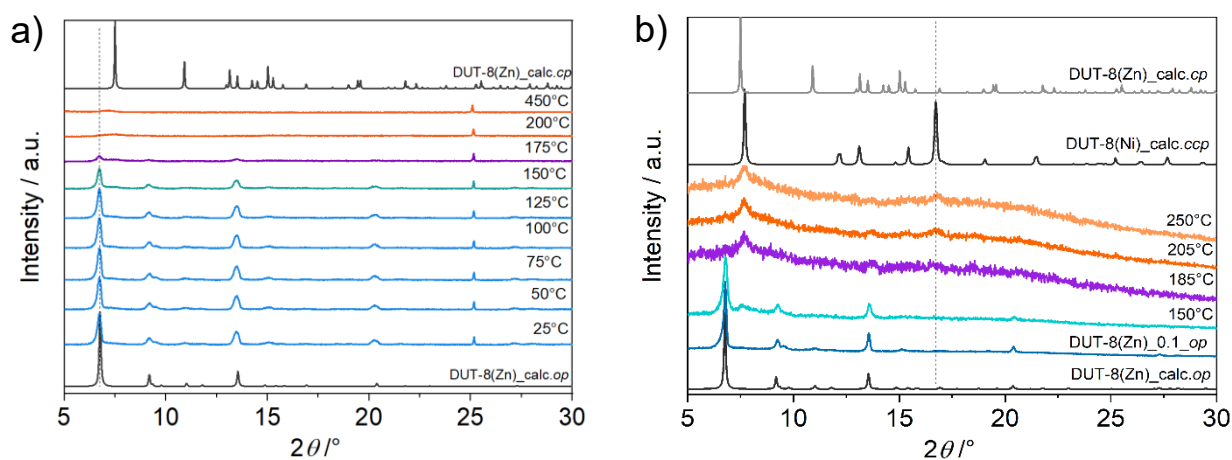 a)
Intensity / a.u.
DUT-8(Zn)_calc.cp
450°C
200°C
175°C
150°C
125°C
100°C
75°C
50°C
25°C
DUT-8(Zn)_calc.op
5 10 15 20 25 30
2θ /°
b)
Intensity / a.u.
DUT-8(Zn)_calc.cp
DUT-8(Ni)_calc.ccp
250°C
205°C
185°C
150°C
DUT-8(Zn)_0.1_op
DUT-8(Zn)_calc.op
5 10 15 20 25 30
2θ /°